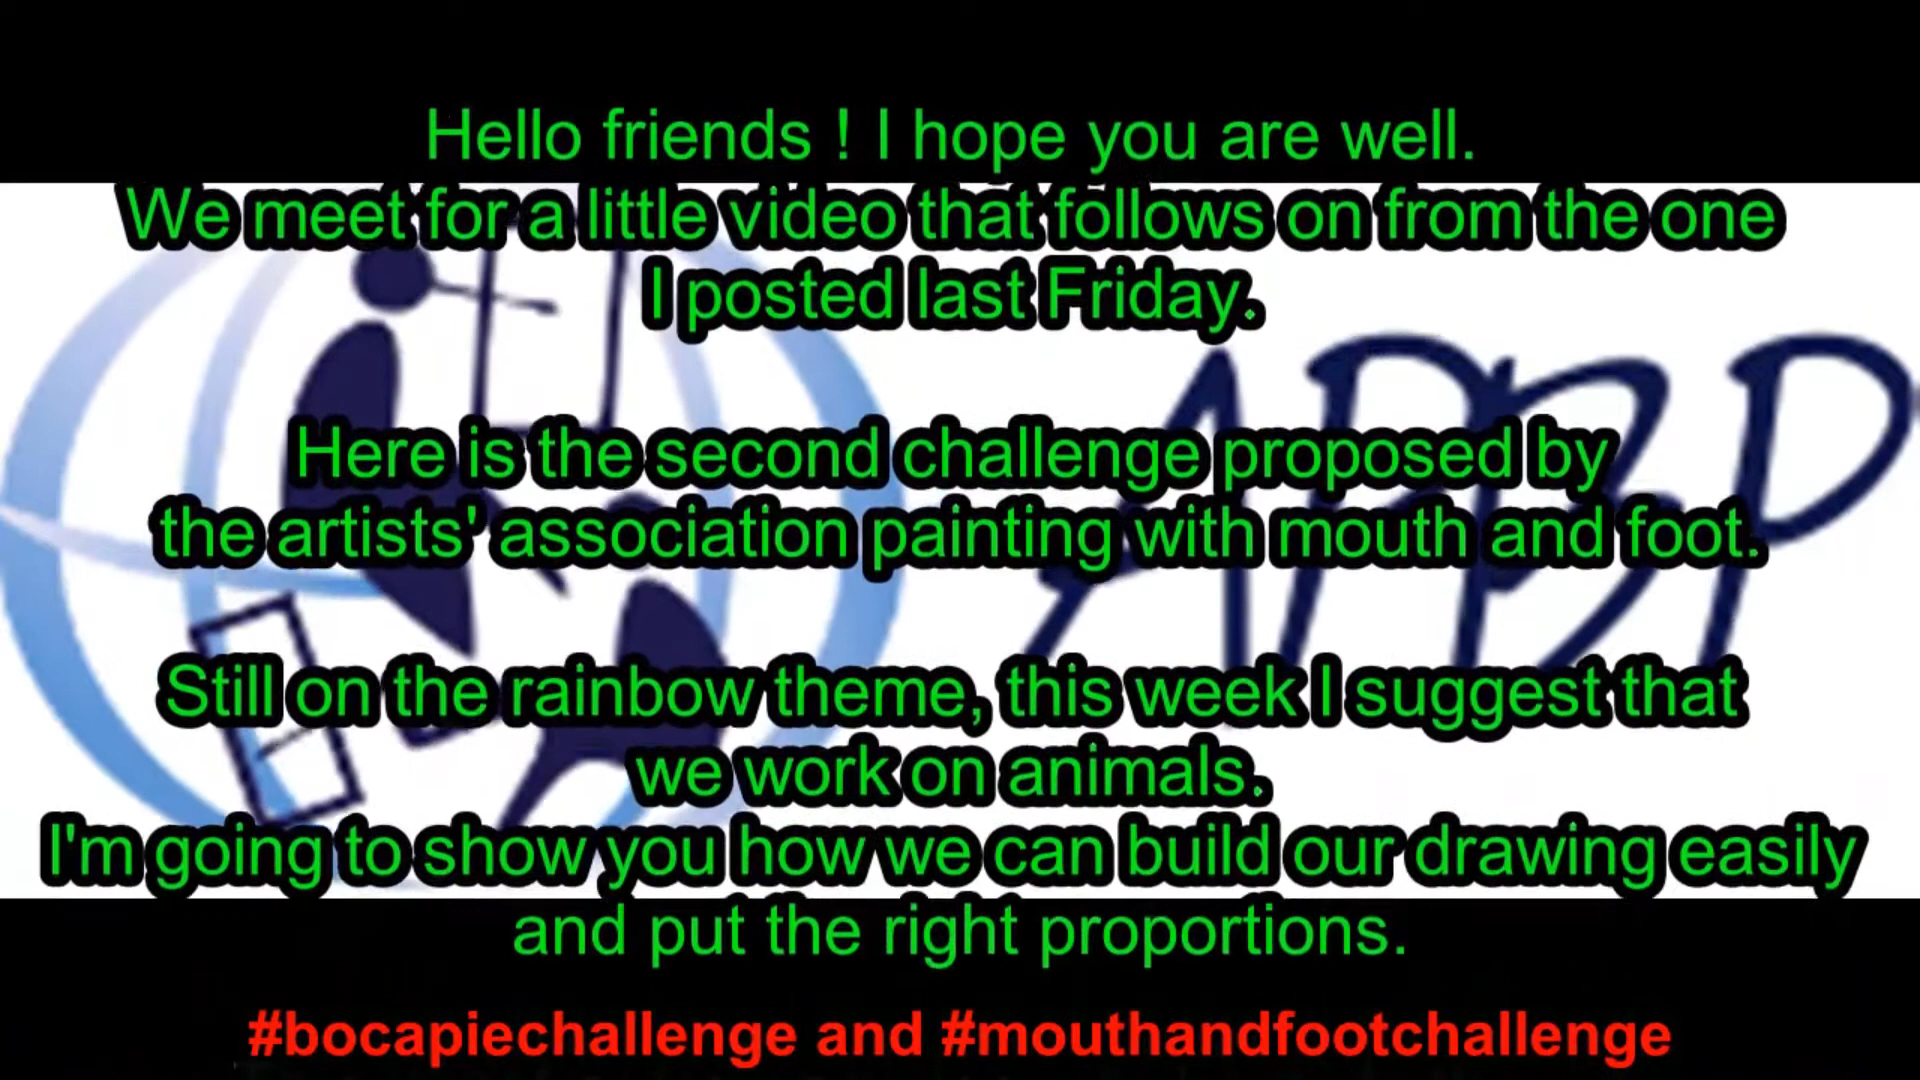 Hello friends ! I hope you are well.
We meet for a little video that follows on from the one
I posted last Friday.
Here is the second challenge proposed by
the artists' association painting with mouth and foot.
Still on the rainbow theme, this week I suggest that
we work on animals.
I'm going to show you how we can build our drawing easily
and put the right proportions.
#bocapiechallenge and #mouthandfootchallenge
APBP